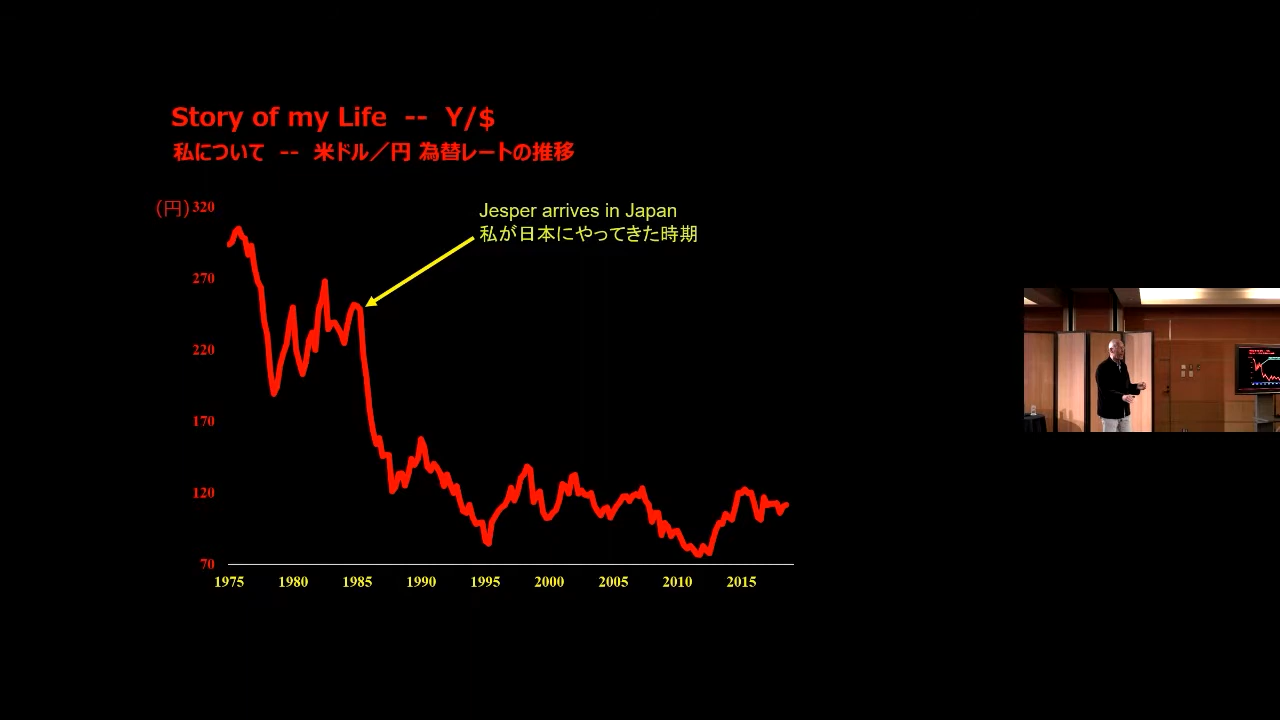 Story of my Life -- Y/$
私について -- 米ドル／円 為替レートの推移
(円) 320
Jesper arrives in Japan
私が日本にやってきた時期
270
220
170
120
70
1975 1980 1985 1990 1995 2000 2005 2010 2015